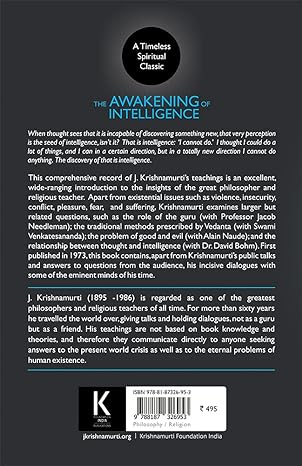 A Timeless
Spiritual
Classic
THE AWAKENING OF
INTELLIGENCE
When thought sees that it is incapable of discovering something new, that very perception
is the seed of intelligence, isn't it? That is intelligence: 'I cannot do.' I thought I could do a
lot of things, and I can in a certain direction, but in a totally new direction I cannot do
anything. The discovery of that is intelligence.
This comprehensive record of J. Krishnamurti's teachings is an excellent,
wide-ranging introduction to the insights of the great philosopher and
religious teacher. Apart from existential issues such as violence, insecurity,
conflict, pleasure, fear, and suffering, Krishnamurti examines larger but
related questions, such as the role of the guru (with Professor Jacob
Needleman); the traditional methods prescribed by Vedanta (with Swami
Venkatesananda); the problem of good and evil (with Alain Naude); and the
relationship between thought and intelligence (with Dr. David Bohm). First
published in 1973, this book contains, apart from Krishnamurti's public talks
and answers to questions from the audience, his incisive dialogues with
some of the eminent minds of his time.
J. Krishnamurti (1895 -1986) is regarded as one of the greatest
philosophers and religious teachers of all time. For more than sixty years
he travelled the world over, giving talks and holding dialogues, not as a guru
but as a friend. His teachings are not based on book knowledge and
theories, and therefore they communicate directly to anyone seeking
answers to the present world crisis as well as to the eternal problems of
human existence.
K
KRISHNAMURTI
FOUNDATION INDIA
PUBLICATIONS
ISBN 978-81-87326-95-3
9 788187 326953
Philosophy / Religion
₹ 495
jkrishnamurti.org | Krishnamurti Foundation India